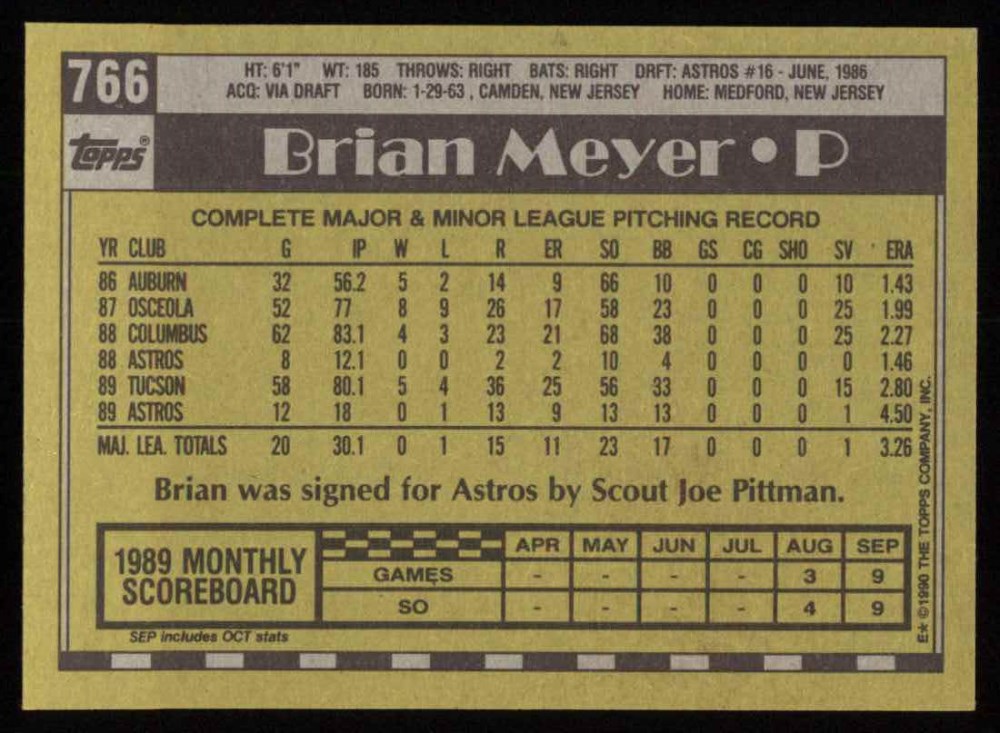 766
HT: 6'1" WT: 185 THROWS: RIGHT BATS: RIGHT DRFT: ASTROS #16 - JUNE, 1986
ACQ: VIA DRAFT BORN: 1-29-63 , CAMDEN, NEW JERSEY HOME: MEDFORD, NEW JERSEY
topps®
Brian Meyer • P
COMPLETE MAJOR & MINOR LEAGUE PITCHING RECORD
YR CLUB G IP W L R ER SO BB GS CG SHO SV ERA
86 AUBURN 32 56.2 5 2 14 9 66 10 0 0 0 10 1.43
87 OSCEOLA 52 77 8 9 26 17 58 23 0 0 0 25 1.99
88 COLUMBUS 62 83.1 4 3 23 21 68 38 0 0 0 25 2.27
88 ASTROS 8 12.1 0 0 2 2 10 4 0 0 0 0 1.46
89 TUCSON 58 80.1 5 4 36 25 56 33 0 0 0 15 2.80
89 ASTROS 12 18 0 1 13 9 13 13 0 0 0 1 4.50
MAJ. LEA. TOTALS 20 30.1 0 1 15 11 23 17 0 0 0 1 3.26
Brian was signed for Astros by Scout Joe Pittman.
1989 MONTHLY
SCOREBOARD
APR MAY JUN JUL AUG SEP
GAMES - - - - 3 9
SO - - - - 4 9
SEP includes OCT stats
E* ©1990 THE TOPPS COMPANY, INC.